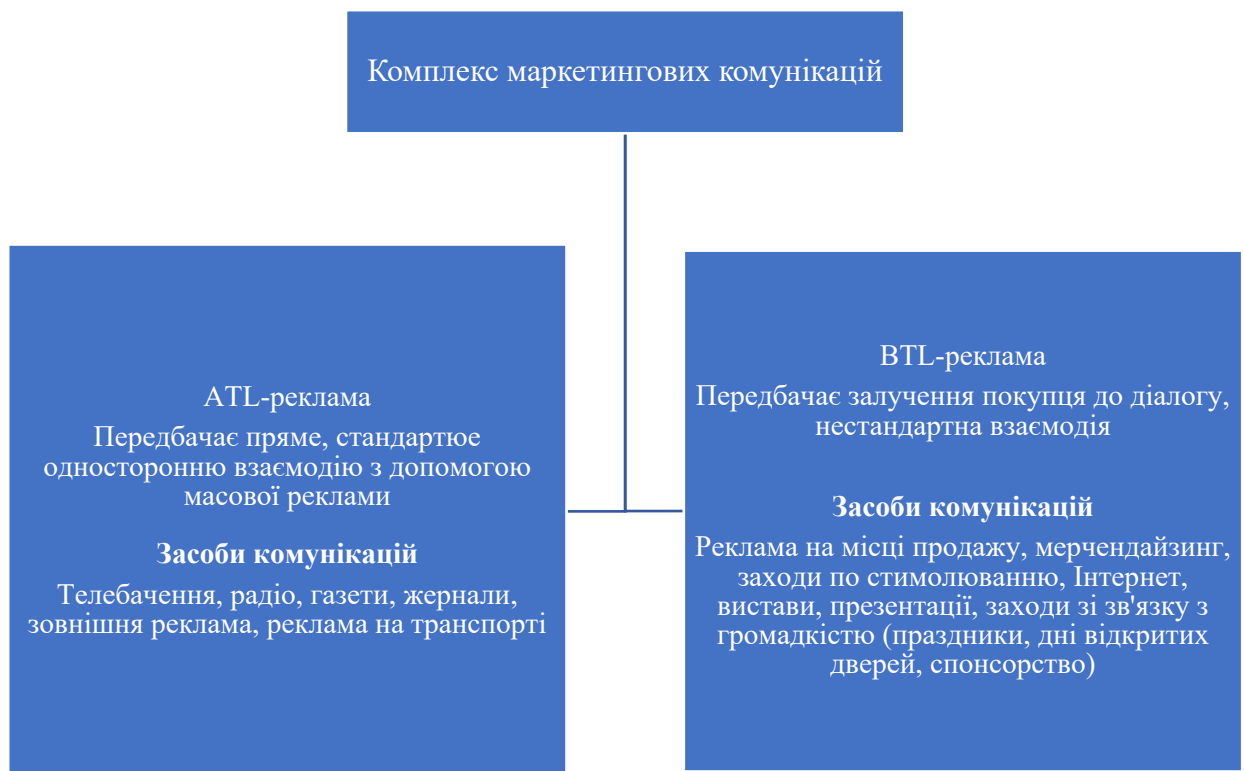 Комплекс маркетингових комунікацій
ATL-реклама
Передбачає пряме, стандартюе
односторонню взаємодію з допомогою
масової реклами
Засоби комунікацій
Телебачення, радіо, газети, жернали,
зовнішня реклама, реклама на транспорті
BTL-реклама
Передбачає залучення покупця до діалогу,
нестандартна взаємодія
Засоби комунікацій
Реклама на місці продажу, мерчендайзинг,
заходи по стимолюванню, Інтернет,
вистави, презентації, заходи зі зв'язку з
громадкістю (праздники, дні відкритих
дверей, спонсорство)